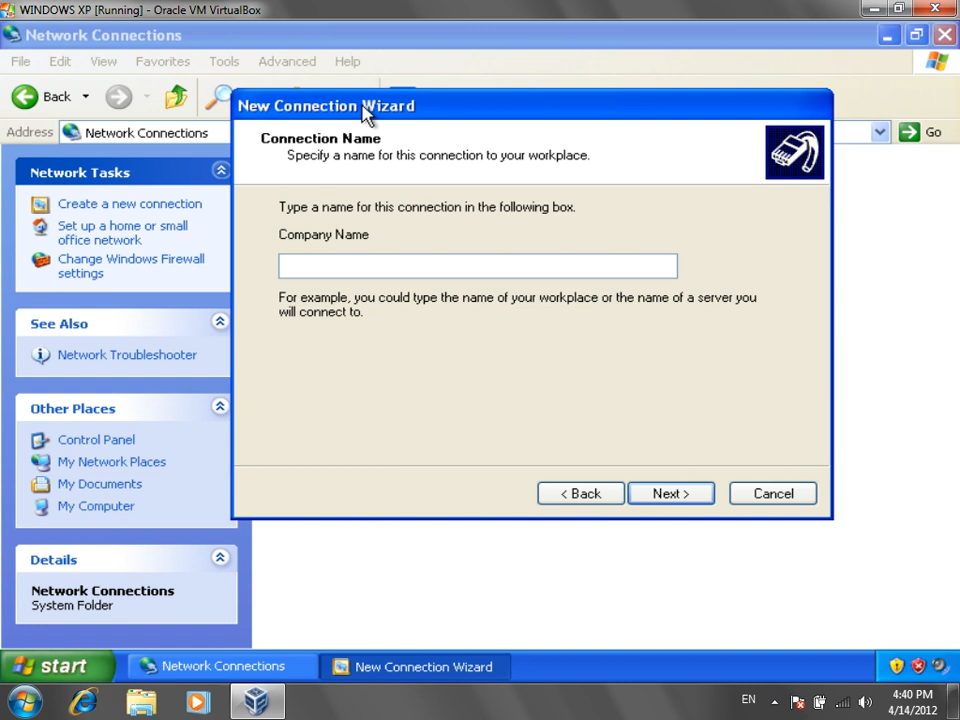 WINDOWS XP [Running] - Oracle VM VirtualBox
Network Connections
File Edit View Favorites Tools Advanced Help
Back
Address Network Connections Go
New Connection Wizard
Connection Name
Specify a name for this connection to your workplace.
Type a name for this connection in the following box.
Company Name
For example, you could type the name of your workplace or the name of a server you
will connect to.
< Back Next > Cancel
Network Tasks
Create a new connection
Set up a home or small
office network
Change Windows Firewall
settings
See Also
Network Troubleshooter
Other Places
Control Panel
My Network Places
My Documents
My Computer
Details
Network Connections
System Folder
start Network Connections New Connection Wizard
EN 4:40 PM
4/14/2012